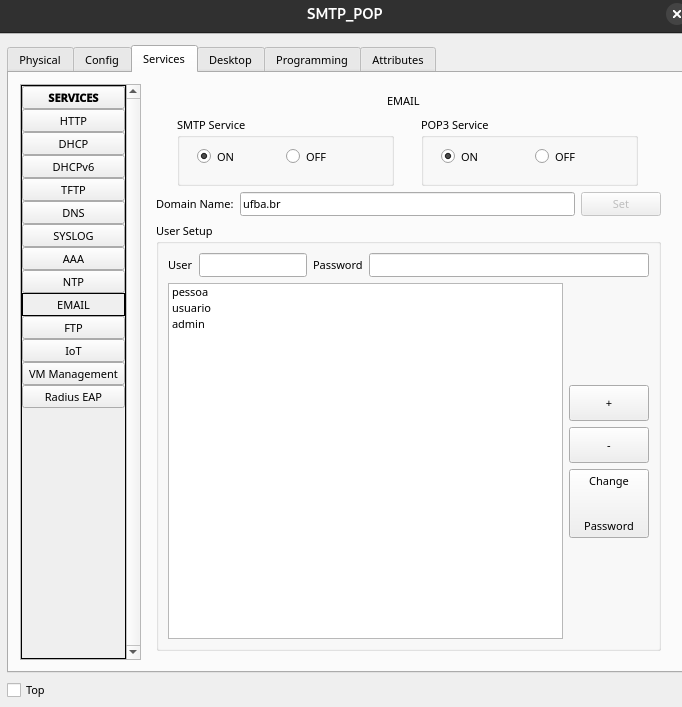 SMTP_POP
Physical Config Services Desktop Programming Attributes
SERVICES
HTTP
DHCP
DHCPv6
TFTP
DNS
SYSLOG
AAA
NTP
EMAIL
FTP
IoT
VM Management
Radius EAP
EMAIL
SMTP Service
ON OFF
POP3 Service
ON OFF
Domain Name: ufba.br Set
User Setup
User Password
pessoa
usuario
admin
+
-
Change
Password
Top